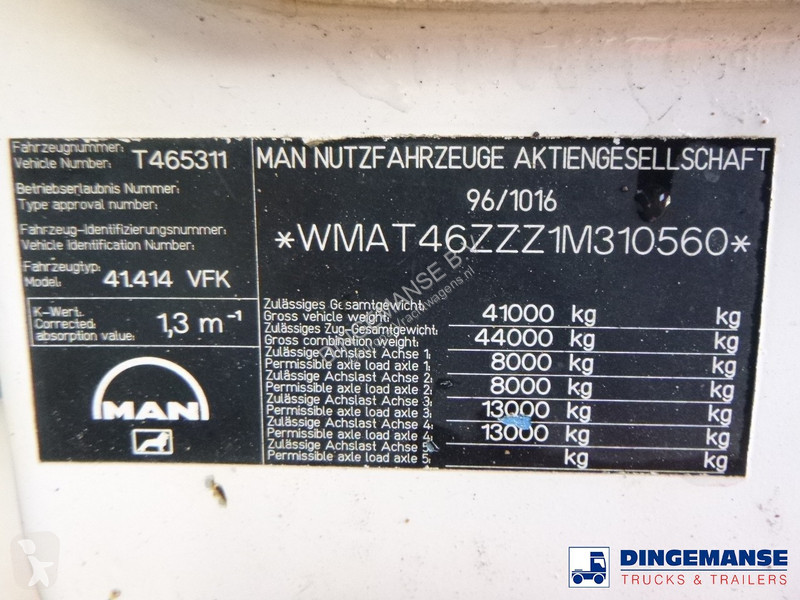 Fahrzeugnummer:
Vehicle Number: T465311
Betriebserlaubnis Nummer:
Type approval number:
Fahrzeug-Identifizierungsnummer:
Vehicle Identification Number:
Fahrzeugtyp:
Model: 41.414 VFK
K-Wert:
Corrected absorption value: 1,3 m⁻¹
MAN
MAN NUTZFAHRZEUGE AKTIENGESELLSCHAFT
96/1016
*WMAT46ZZZ1M310560*
Zulässiges Gesamtgewicht:
Gross vehicle weight: 41000 kg kg
Zulässiges Zug-Gesamtgewicht:
Gross combination weight: 44000 kg kg
Zulässige Achslast Achse 1:
Permissible axle load axle 1: 8000 kg kg
Zulässige Achslast Achse 2:
Permissible axle load axle 2: 8000 kg kg
Zulässige Achslast Achse 3:
Permissible axle load axle 3: 13000 kg kg
Zulässige Achslast Achse 4:
Permissible axle load axle 4: 13000 kg kg
Zulässige Achslast Achse 5:
Permissible axle load axle 5: kg kg
DINGEMANSE
TRUCKS & TRAILERS